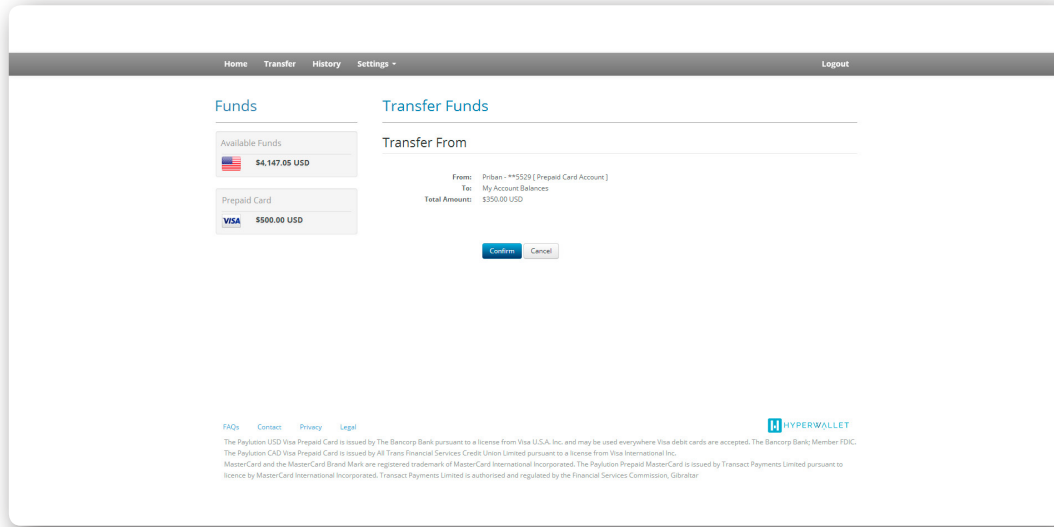 Home Transfer History Settings Logout
Funds
Available Funds
$4,147.05 USD
Prepaid Card
VISA $500.00 USD
Transfer Funds
Transfer From
From: Priban - **5529 [ Prepaid Card Account ]
To: My Account Balances
Total Amount: $350.00 USD
Confirm Cancel
FAQs Contact Privacy Legal
HYPERWALLET
The Paylution USD Visa Prepaid Card is issued by The Bancorp Bank pursuant to a license from Visa U.S.A. Inc. and may be used everywhere Visa debit cards are accepted. The Bancorp Bank; Member FDIC.
The Paylution CAD Visa Prepaid Card is issued by All Trans Financial Services Credit Union Limited pursuant to a license from Visa International Inc.
MasterCard and the MasterCard Brand Mark are registered trademark of MasterCard International Incorporated. The Paylution Prepaid MasterCard is issued by Transact Payments Limited pursuant to
licence by MasterCard International Incorporated. Transact Payments Limited is authorised and regulated by the Financial Services Commission, Gibraltar